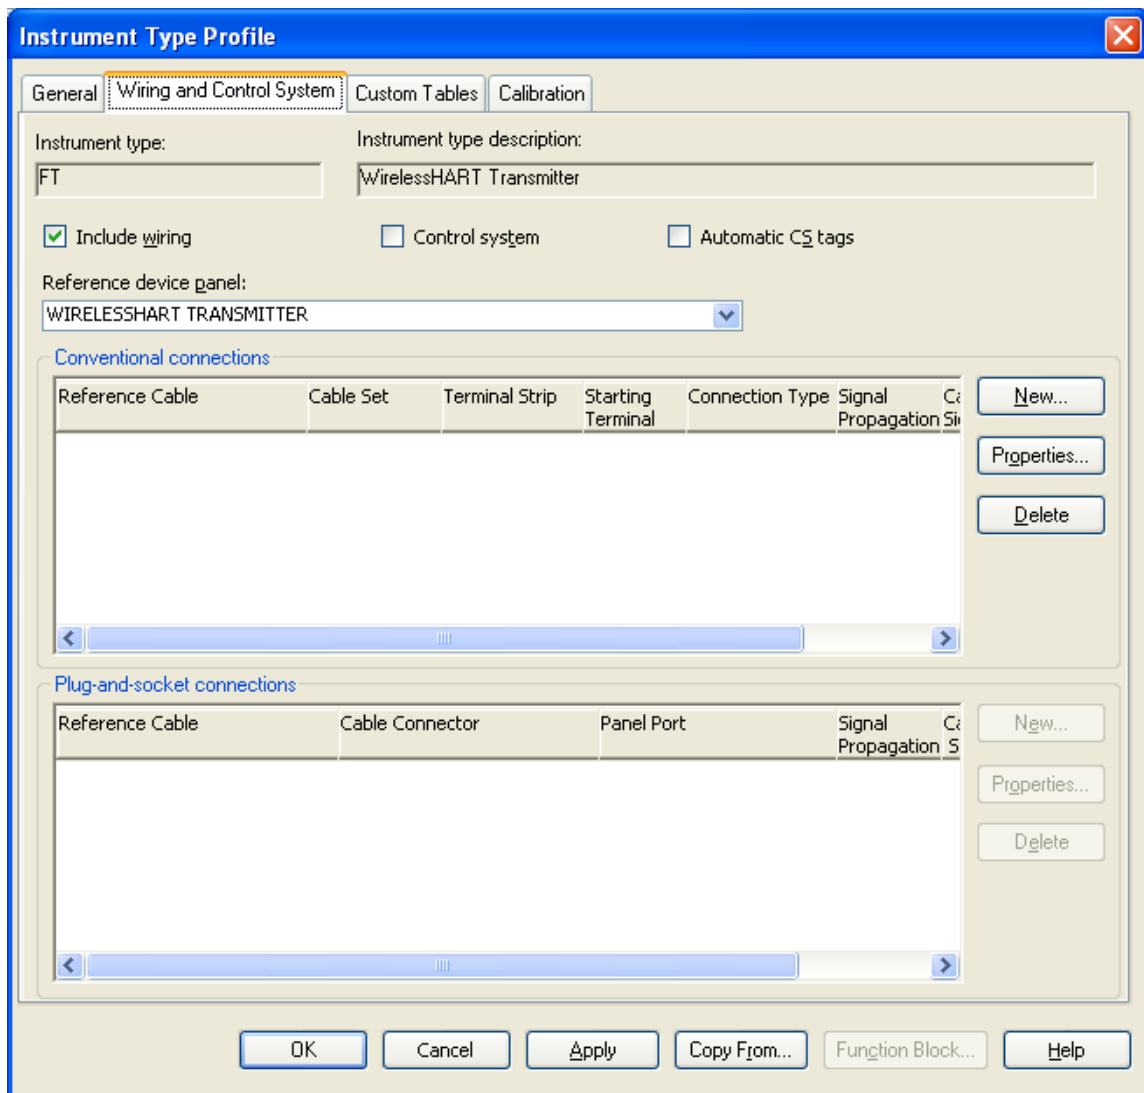 Instrument Type Profile
General Wiring and Control System Custom Tables Calibration
Instrument type: Instrument type description:
FT WirelessHART Transmitter
Include wiring Control system Automatic CS tags
Reference device panel:
WIRELESSHART TRANSMITTER
Conventional connections
Reference Cable Cable Set Terminal Strip Starting Connection Type Signal Ca New...
Terminal Propagation Si
Properties...
Delete
Plug-and-socket connections
Reference Cable Cable Connector Panel Port Signal Ca New...
Propagation S
Properties...
Delete
OK Cancel Apply Copy From... Function Block... Help